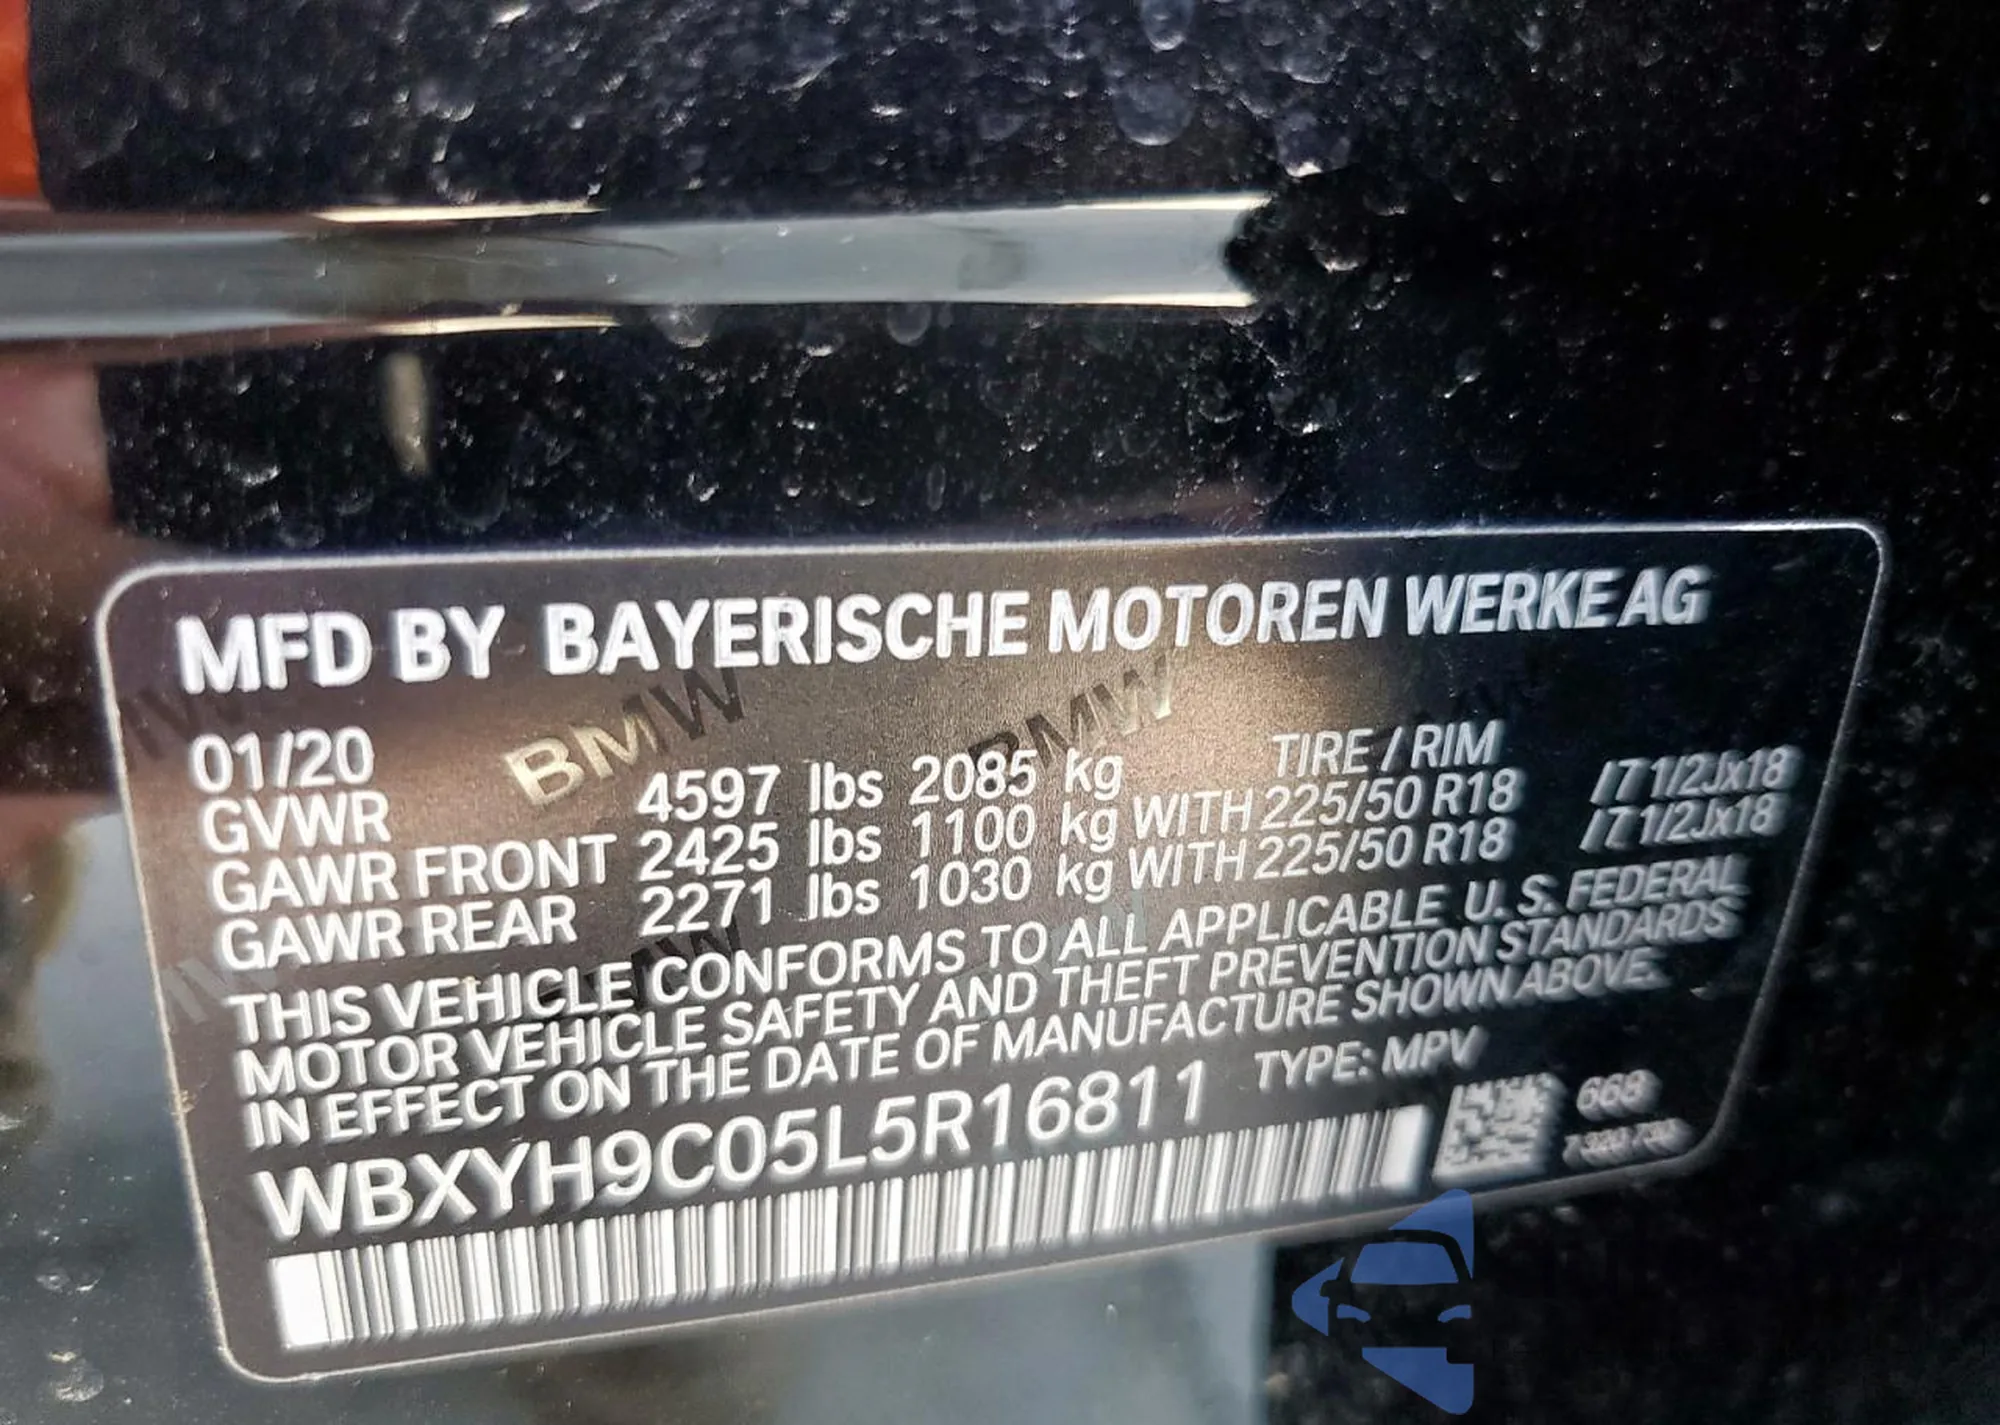 MFD BY BAYERISCHE MOTOREN WERKE AG
01/20 TIRE / RIM
GVWR 4597 lbs 2085 kg
GAWR FRONT 2425 lbs 1100 kg WITH 225/50 R18 /7 1/2Jx18
GAWR REAR 2271 lbs 1030 kg WITH 225/50 R18 /7 1/2Jx18
THIS VEHICLE CONFORMS TO ALL APPLICABLE U. S. FEDERAL
MOTOR VEHICLE SAFETY AND THEFT PREVENTION STANDARDS
IN EFFECT ON THE DATE OF MANUFACTURE SHOWN ABOVE.
WBXYH9C05L5R16811 TYPE: MPV
668
BMW
BMW